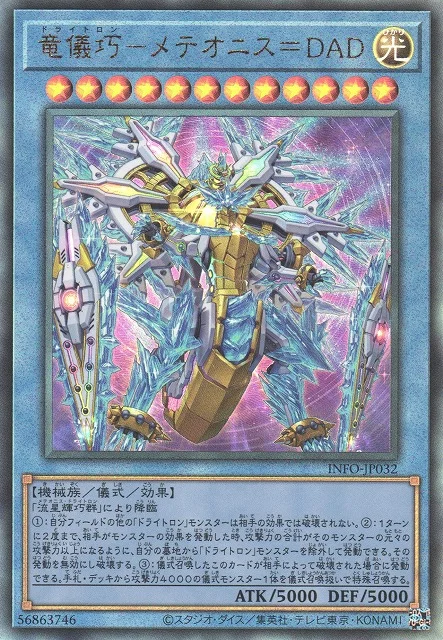 ドライトロン
竜儀巧－メテオニス＝DAD
ひかり
光
INFO-JP032
【機械族／儀式／効果】
「流星輝巧群」により降臨
①：自分フィールドの他の「ドライトロン」モンスターは相手の効果では破壊されない。②：1ターン
に2度まで、相手がモンスターの効果を発動した時、攻撃力の合計がそのモンスターの元々の
攻撃力以上になるように、自分の墓地から「ドライトロン」モンスターを除外して発動できる。その
発動を無効にし破壊する。③：儀式召喚したこのカードが相手によって破壊された場合に発動
できる。手札・デッキから攻撃力4000の儀式モンスター1体を儀式召喚扱いで特殊召喚する。
ATK/5000 DEF/5000
56863746
©スタジオ・ダイス／集英社・テレビ東京・KONAMI